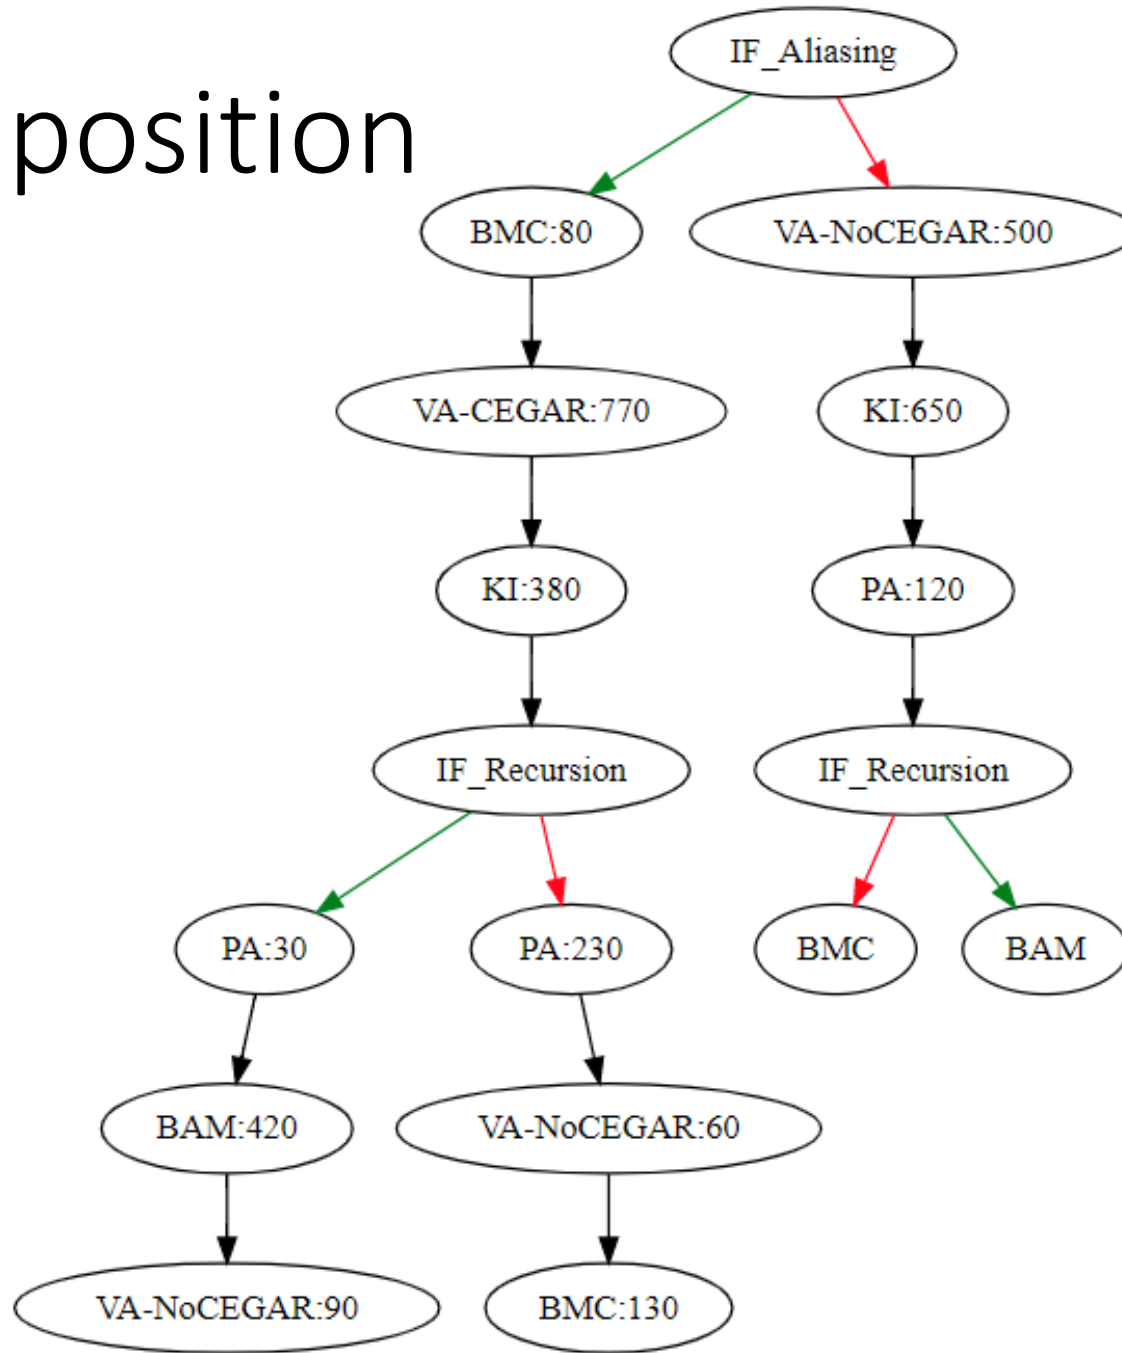 IF_Aliasing
position
BMC:80
VA-NoCEGAR:500
VA-CEGAR:770
KI:650
KI:380
PA:120
IF_Recursion
IF_Recursion
PA:30
PA:230
BMC
BAM
BAM:420
VA-NoCEGAR:60
VA-NoCEGAR:90
BMC:130